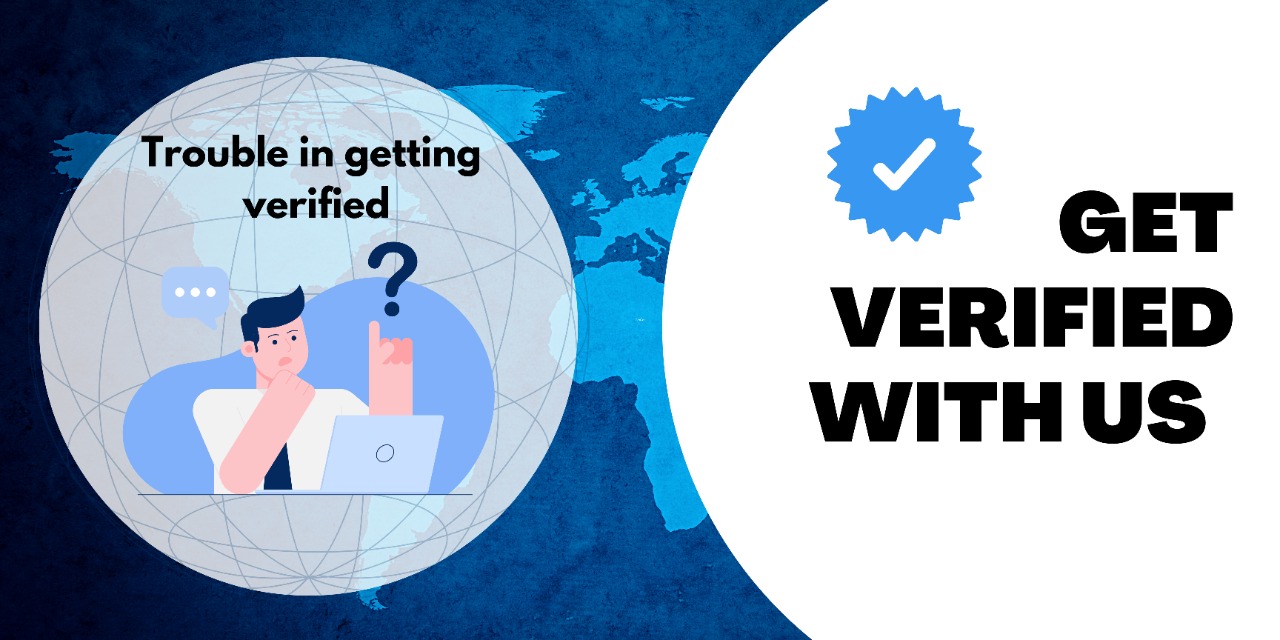 Trouble in getting
verified
?
GET
VERIFIED
WITH US